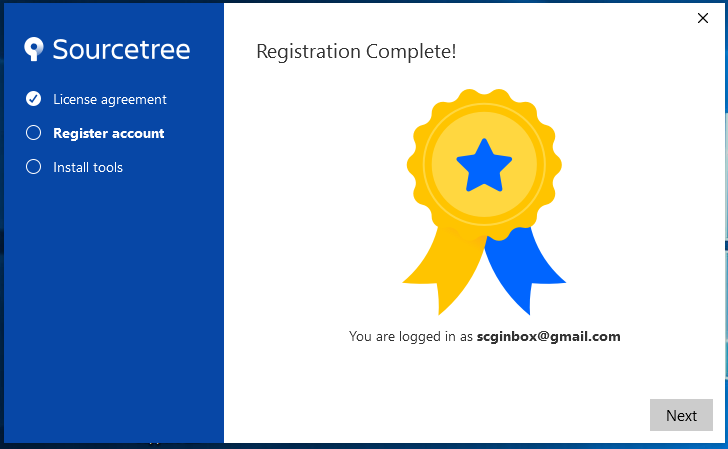 Sourcetree
License agreement
Register account
Install tools
Registration Complete!
You are logged in as scginbox@gmail.com
Next